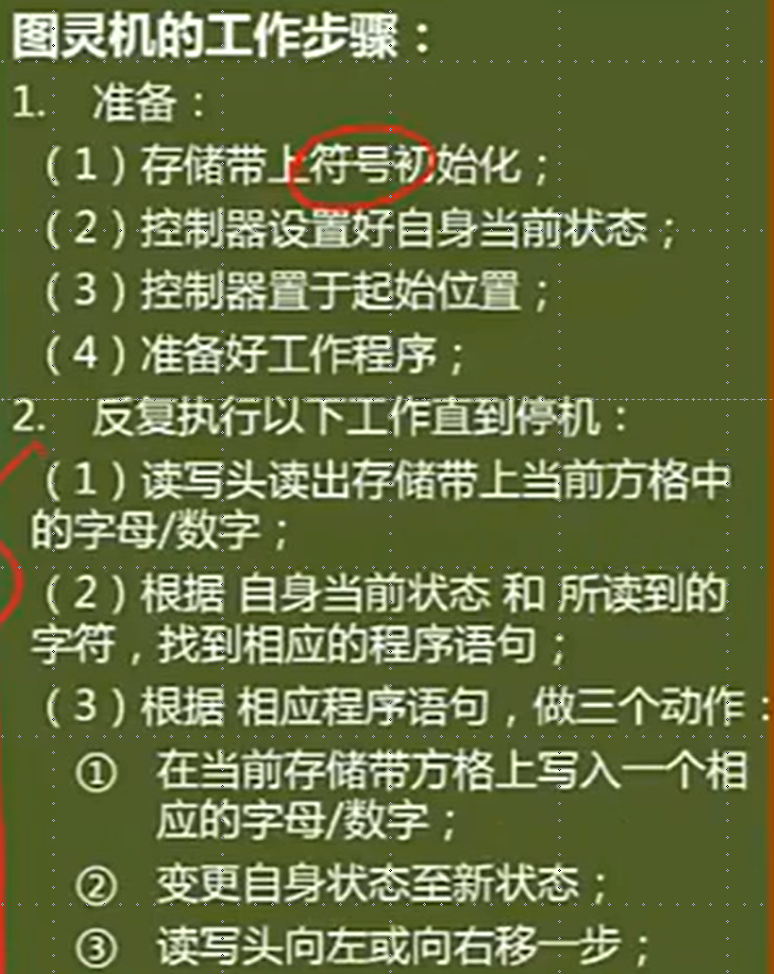 图灵机的工作步骤：
1. 准备：
（1）存储带上符号初始化；
（2）控制器设置好自身当前状态；
（3）控制器置于起始位置；
（4）准备好工作程序；
2. 反复执行以下工作直到停机：
（1）读写头读出存储带上当前方格中
的字母/数字；
（2）根据 自身当前状态 和 所读到的
字符，找到相应的程序语句；
（3）根据 相应程序语句，做三个动作：
① 在当前存储带方格上写入一个相
应的字母/数字；
② 变更自身状态至新状态；
③ 读写头向左或向右移一步；